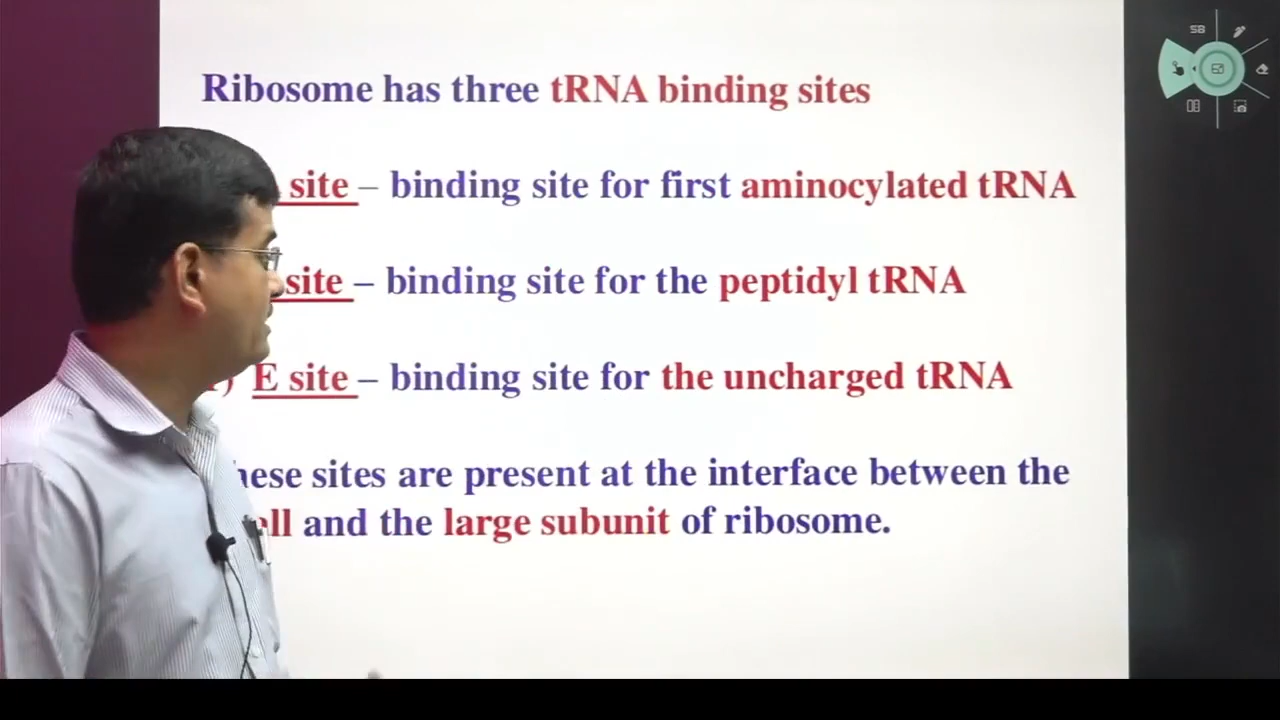 Ribosome has three tRNA binding sites
site – binding site for first aminocylated tRNA
site – binding site for the peptidyl tRNA
E site – binding site for the uncharged tRNA
hese sites are present at the interface between the
all and the large subunit of ribosome.
SB